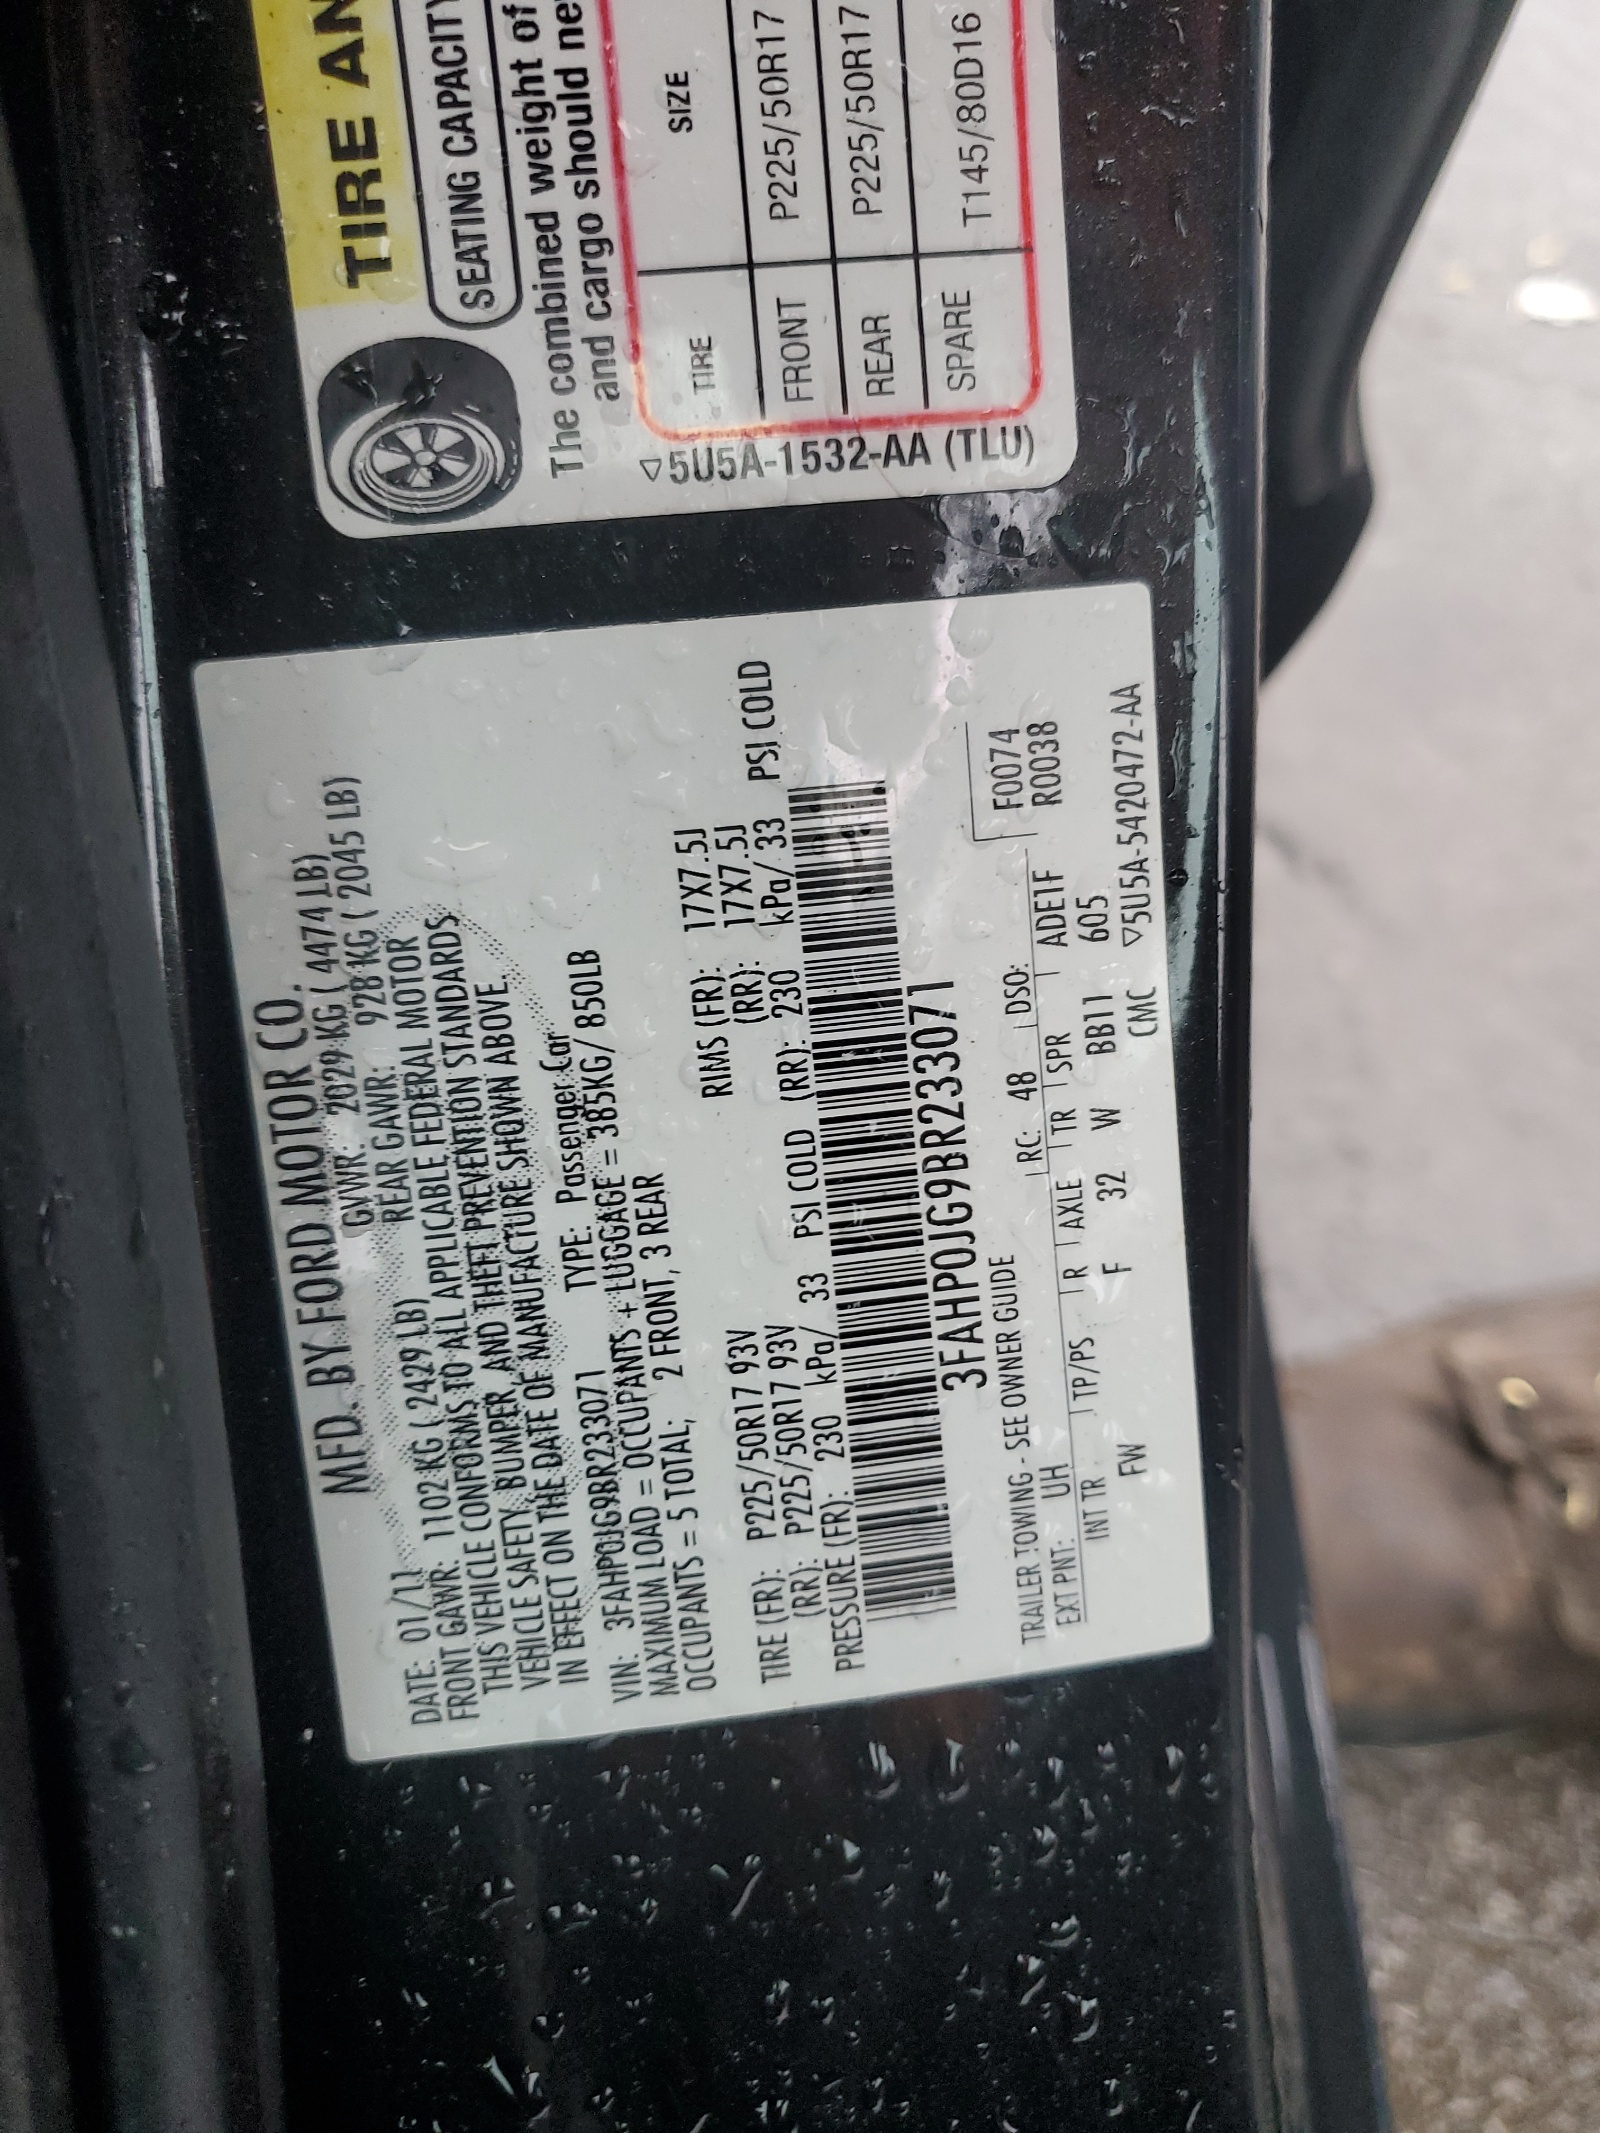 MFD. BY FORD MOTOR CO.
DATE: 01/11 GVWR: 2029 KG ( 4474 LB)
FRONT GAWR: 1102 KG ( 2429 LB) REAR GAWR: 928 KG ( 2045 LB)
THIS VEHICLE CONFORMS TO ALL APPLICABLE FEDERAL MOTOR
VEHICLE SAFETY, BUMPER, AND THEFT PREVENTION STANDARDS
IN EFFECT ON THE DATE OF MANUFACTURE SHOWN ABOVE.
VIN: 3FAHP0JG9BR233071 TYPE: Passenger Car
MAXIMUM LOAD = OCCUPANTS + LUGGAGE = 385KG/ 850LB
OCCUPANTS = 5 TOTAL, 2 FRONT, 3 REAR
TIRE (FR): P225/50R17 93V RIMS (FR): 17X7.5J
(RR): P225/50R17 93V (RR): 17X7.5J
PRESSURE (FR): 230 kPa/ 33 PSI COLD (RR): 230 kPa/ 33 PSI COLD
3FAHP0JG9BR233071
TRAILER TOWING - SEE OWNER GUIDE F0074
EXT PNT: UH RC: 48 DSO: R0038
INT TR TP/PS R AXLE TR SPR ADE1F
FW F 32 W BB11 605
CMC ▽5U5A-5420472-AA
TIRE AN
SEATING CAPACITY
The combined weight of
and cargo should ne
TIRE SIZE
FRONT P225/50R17
REAR P225/50R17
SPARE T145/80D16
▽5U5A-1532-AA (TLU)